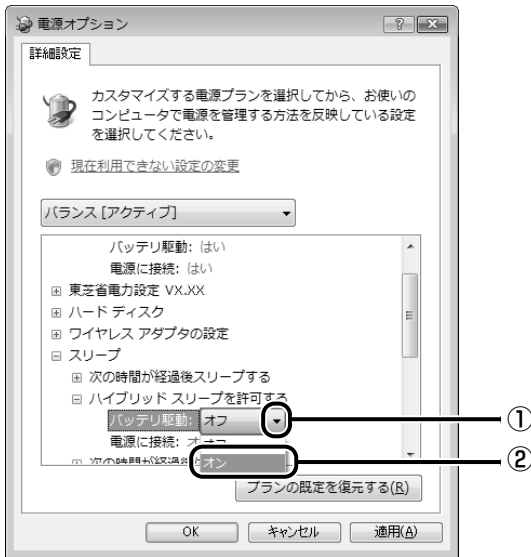 電源オプション
詳細設定
カスタマイズする電源プランを選択してから、お使いの
コンピュータで電源を管理する方法を反映している設定
を選択してください。
現在利用できない設定の変更
バランス [アクティブ]
バッテリ駆動: はい
電源に接続: はい
東芝省電力設定 VX.XX
ハード ディスク
ワイヤレス アダプタの設定
スリープ
次の時間が経過後スリープする
ハイブリッド スリープを許可する
バッテリ駆動: オフ
①
電源に接続:
オン
②
次の時間が経過後
プランの既定を復元する(R)
OK キャンセル 適用(A)